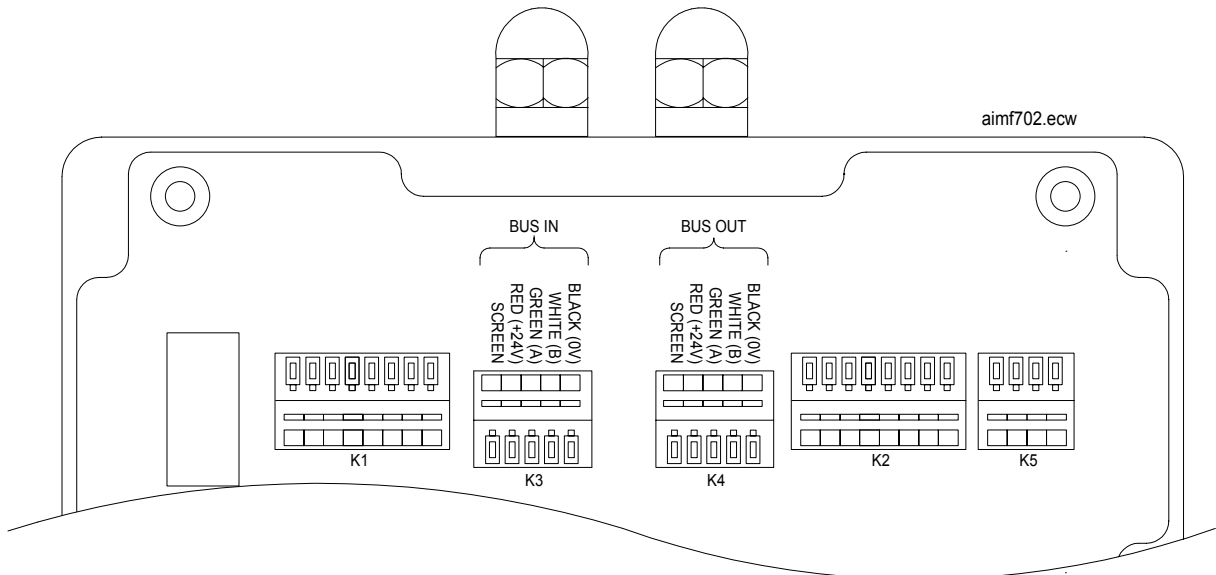 aimf702.ecw
BUS IN
BUS OUT
SCREEN
RED (+24V)
GREEN (A)
WHITE (B)
BLACK (0V)
SCREEN
RED (+24V)
GREEN (A)
WHITE (B)
BLACK (0V)
K1
K3
K4
K2
K5